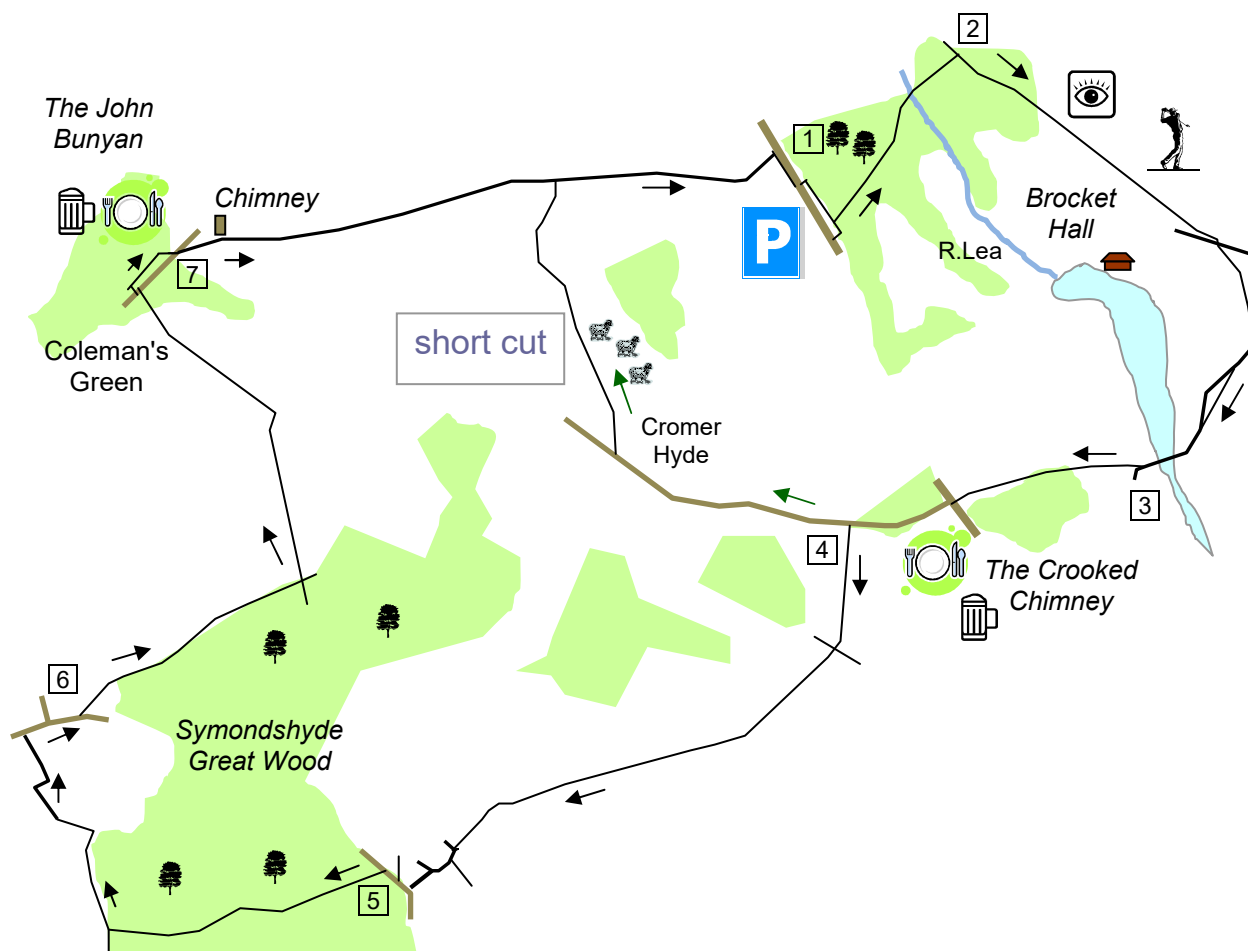 2
The John
Bunyan
1
Chimney
Brocket
Hall
P
R.Lea
7
short cut
Coleman's
Green
Cromer
Hyde
3
4
The Crooked
Chimney
6
Symondshyde
Great Wood
5